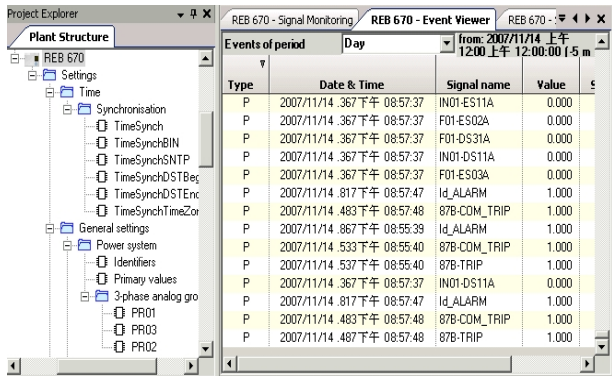 Project Explorer
Plant Structure
REB 670
Settings
Time
Synchronisation
TimeSynch
TimeSynchBIN
TimeSynchSNTP
TimeSynchDSTBeg
TimeSynchDSTEnd
TimeSynchTimeZor
General settings
Power system
Identifiers
Primary values
3-phase analog gro
PR01
PR03
PR02
REB 670 - Signal Monitoring REB 670 - Event Viewer REB 670 -
Events of period Day from: 2007/11/14 上午
12:00 上午 12:00:00 [-5 m
Type Date & Time Signal name Value S
P 2007/11/14 .367下午 08:57:37 IN01-ES11A 0.000
P 2007/11/14 .367下午 08:57:37 F01-ES02A 0.000
P 2007/11/14 .367下午 08:57:37 F01-DS31A 0.000
P 2007/11/14 .367下午 08:57:37 IN01-DS11A 0.000
P 2007/11/14 .367下午 08:57:37 F01-ES03A 0.000
P 2007/11/14 .817下午 08:57:47 Id_ALARM 1.000
P 2007/11/14 .483下午 08:57:48 87B-COM_TRIP 1.000
P 2007/11/14 .867下午 08:55:39 Id_ALARM 1.000
P 2007/11/14 .533下午 08:55:40 87B-COM_TRIP 1.000
P 2007/11/14 .537下午 08:55:40 87B-TRIP 1.000
P 2007/11/14 .367下午 08:57:37 IN01-DS11A 0.000
P 2007/11/14 .817下午 08:57:47 Id_ALARM 1.000
P 2007/11/14 .483下午 08:57:48 87B-COM_TRIP 1.000
P 2007/11/14 .487下午 08:57:48 87B-TRIP 1.000